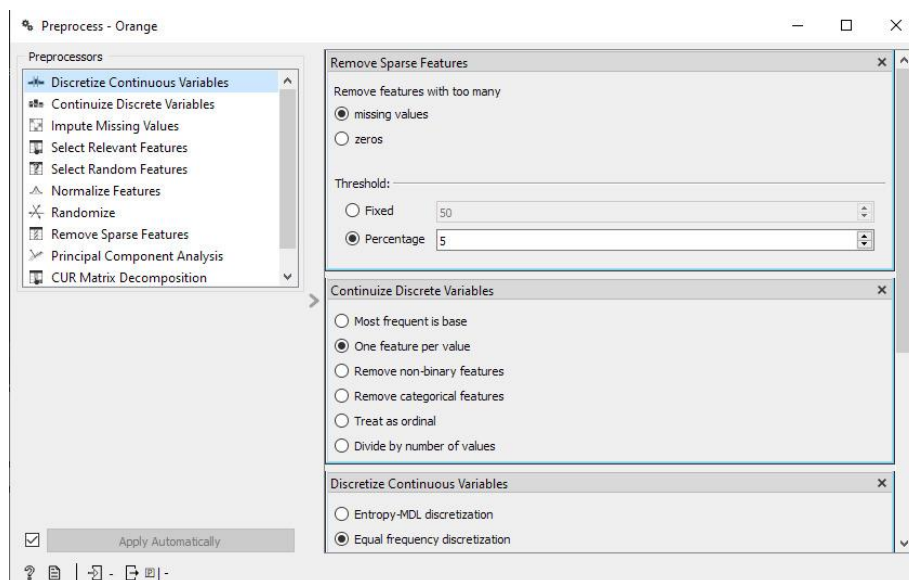 Preprocess - Orange
Preprocessors
Discretize Continuous Variables
Continuize Discrete Variables
Impute Missing Values
Select Relevant Features
Select Random Features
Normalize Features
Randomize
Remove Sparse Features
Principal Component Analysis
CUR Matrix Decomposition
Apply Automatically
Remove Sparse Features
Remove features with too many
missing values
zeros
Threshold:
Fixed 50
Percentage 5
Continuize Discrete Variables
Most frequent is base
One feature per value
Remove non-binary features
Remove categorical features
Treat as ordinal
Divide by number of values
Discretize Continuous Variables
Entropy-MDL discretization
Equal frequency discretization
? - - P -